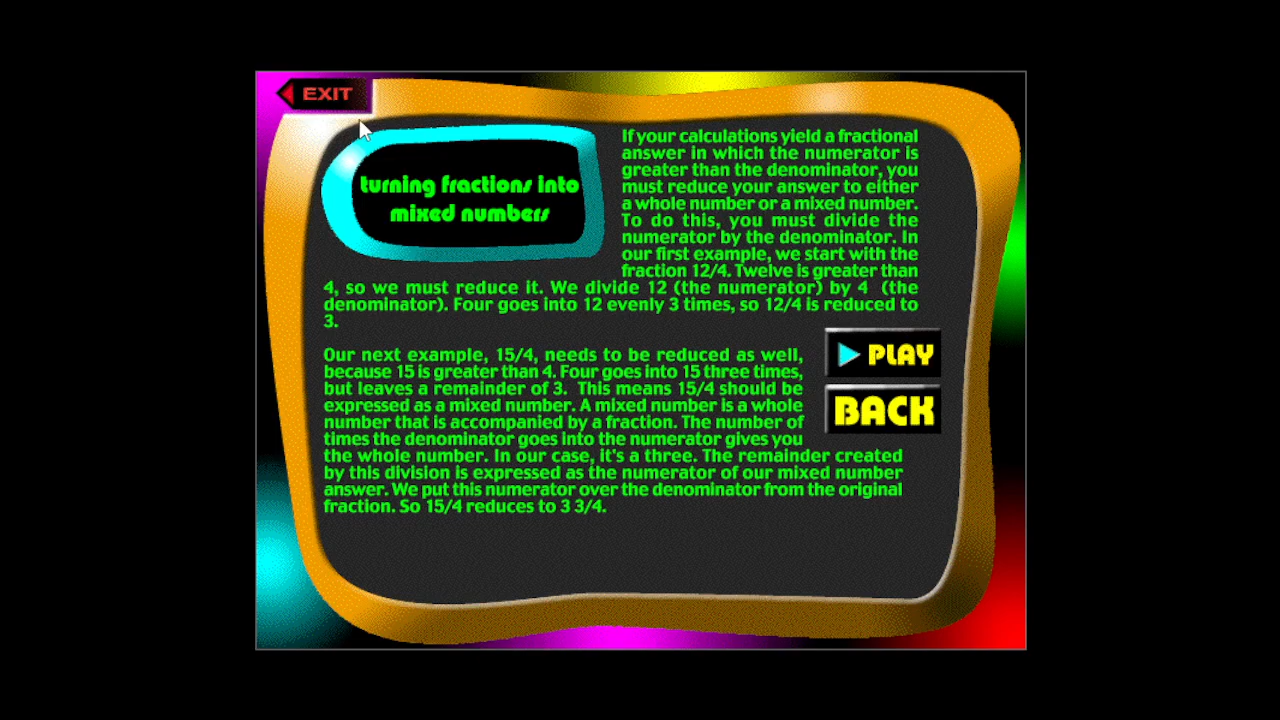 EXIT
turning fractions into
mixed numbers
If your calculations yield a fractional
answer in which the numerator is
greater than the denominator, you
must reduce your answer to either
a whole number or a mixed number.
To do this, you must divide the
numerator by the denominator. In
our first example, we start with the
fraction 12/4. Twelve is greater than
4, so we must reduce it. We divide 12 (the numerator) by 4 (the
denominator). Four goes into 12 evenly 3 times, so 12/4 is reduced to
3.
Our next example, 15/4, needs to be reduced as well,
because 15 is greater than 4. Four goes into 15 three times,
but leaves a remainder of 3. This means 15/4 should be
expressed as a mixed number. A mixed number is a whole
number that is accompanied by a fraction. The number of
times the denominator goes into the numerator gives you
the whole number. In our case, it's a three. The remainder created
by this division is expressed as the numerator of our mixed number
answer. We put this numerator over the denominator from the original
fraction. So 15/4 reduces to 3 3/4.
PLAY
BACK